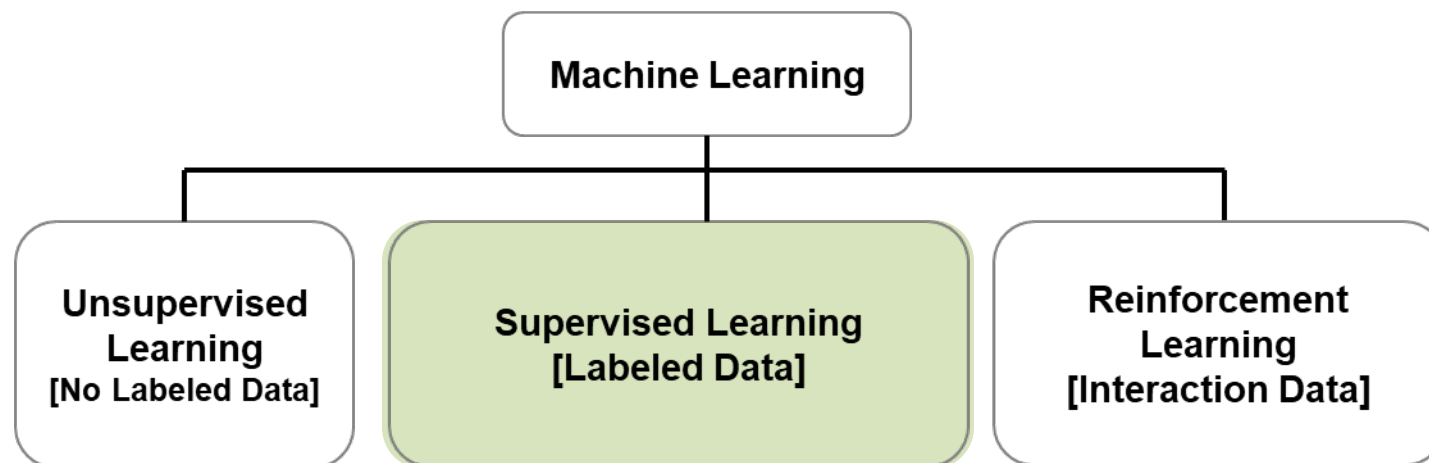 Machine Learning
Unsupervised
Learning
[No Labeled Data]
Supervised Learning
[Labeled Data]
Reinforcement
Learning
[Interaction Data]